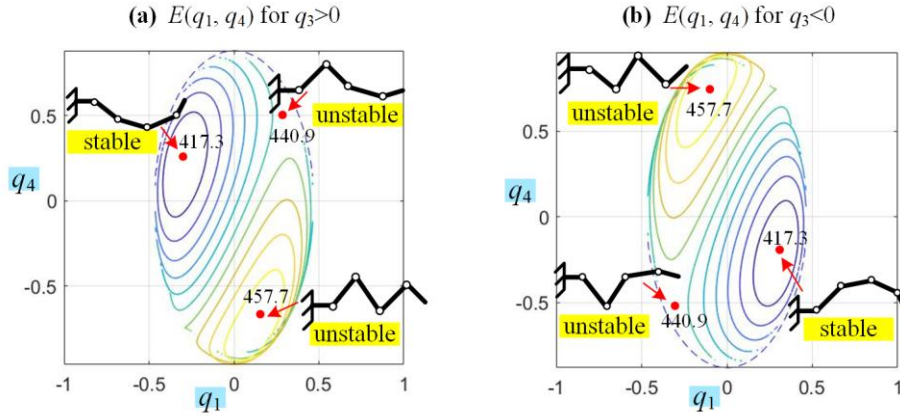 (a) E(q1, q4) for q3>0
(b) E(q1, q4) for q3<0
0.5
0
-0.5
q4
stable
417.3
440.9
unstable
457.7
unstable
-1
-0.5
0
0.5
1
q1
0.5
0
-0.5
q4
unstable
457.7
417.3
unstable
440.9
stable
-1
-0.5
0
0.5
1
q1